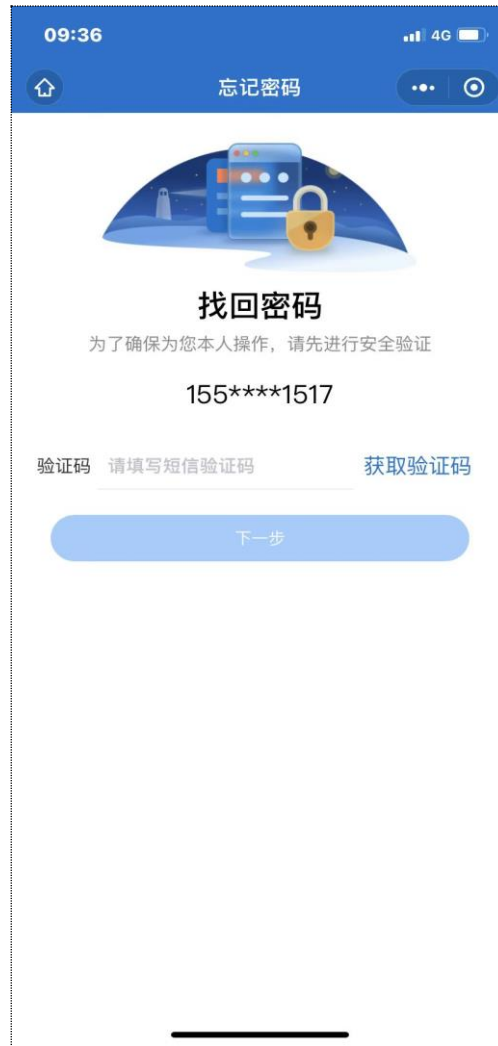 09:36
4G
忘记密码
找回密码
为了确保为您本人操作，请先进行安全验证
155****1517
验证码 请填写短信验证码 获取验证码
下一步